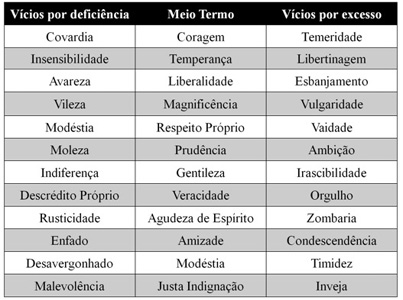 Vícios por deficiência Meio Termo Vícios por excesso
Covardia Coragem Temeridade
Insensibilidade Temperança Libertinagem
Avareza Liberalidade Esbanjamento
Vileza Magnificência Vulgaridade
Modéstia Respeito Próprio Vaidade
Moleza Prudência Ambição
Indiferença Gentileza Irascibilidade
Descrédito Próprio Veracidade Orgulho
Rusticidade Agudeza de Espírito Zombaria
Enfado Amizade Condescendência
Desavergonhado Modéstia Timidez
Malevolência Justa Indignação Inveja